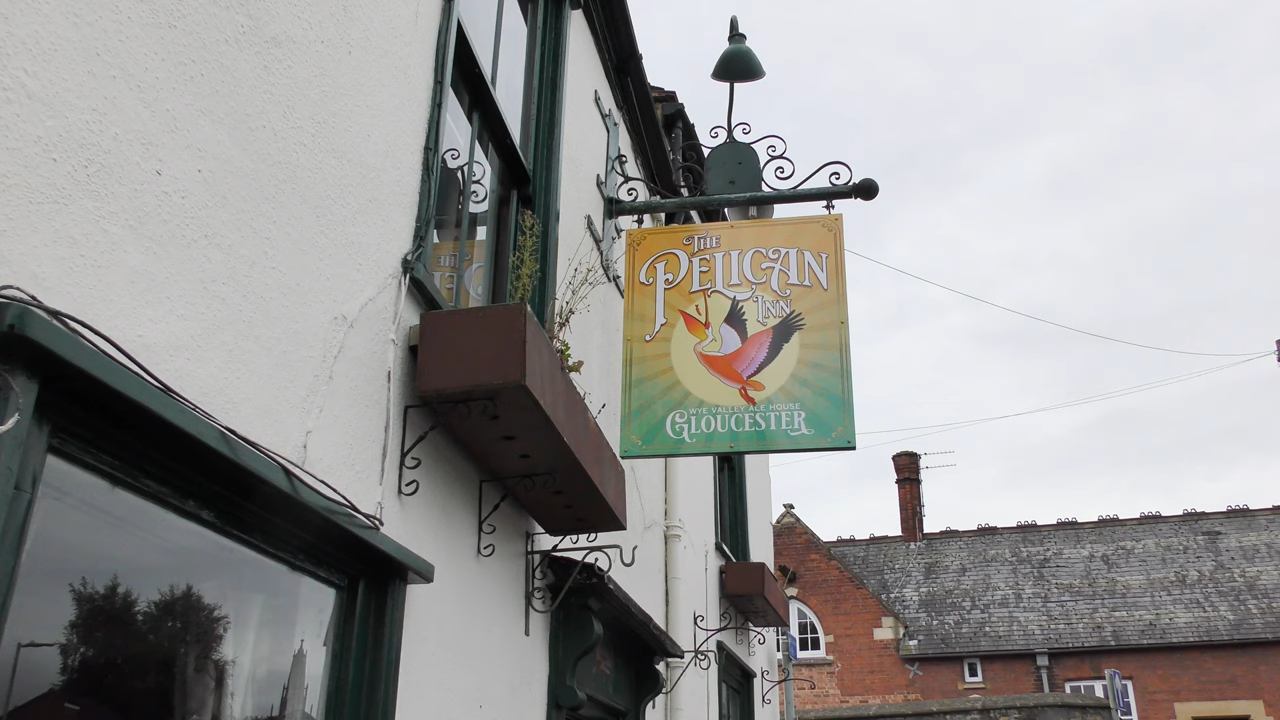 THE
PELICAN
INN
WYE VALLEY ALE HOUSE
GLOUCESTER